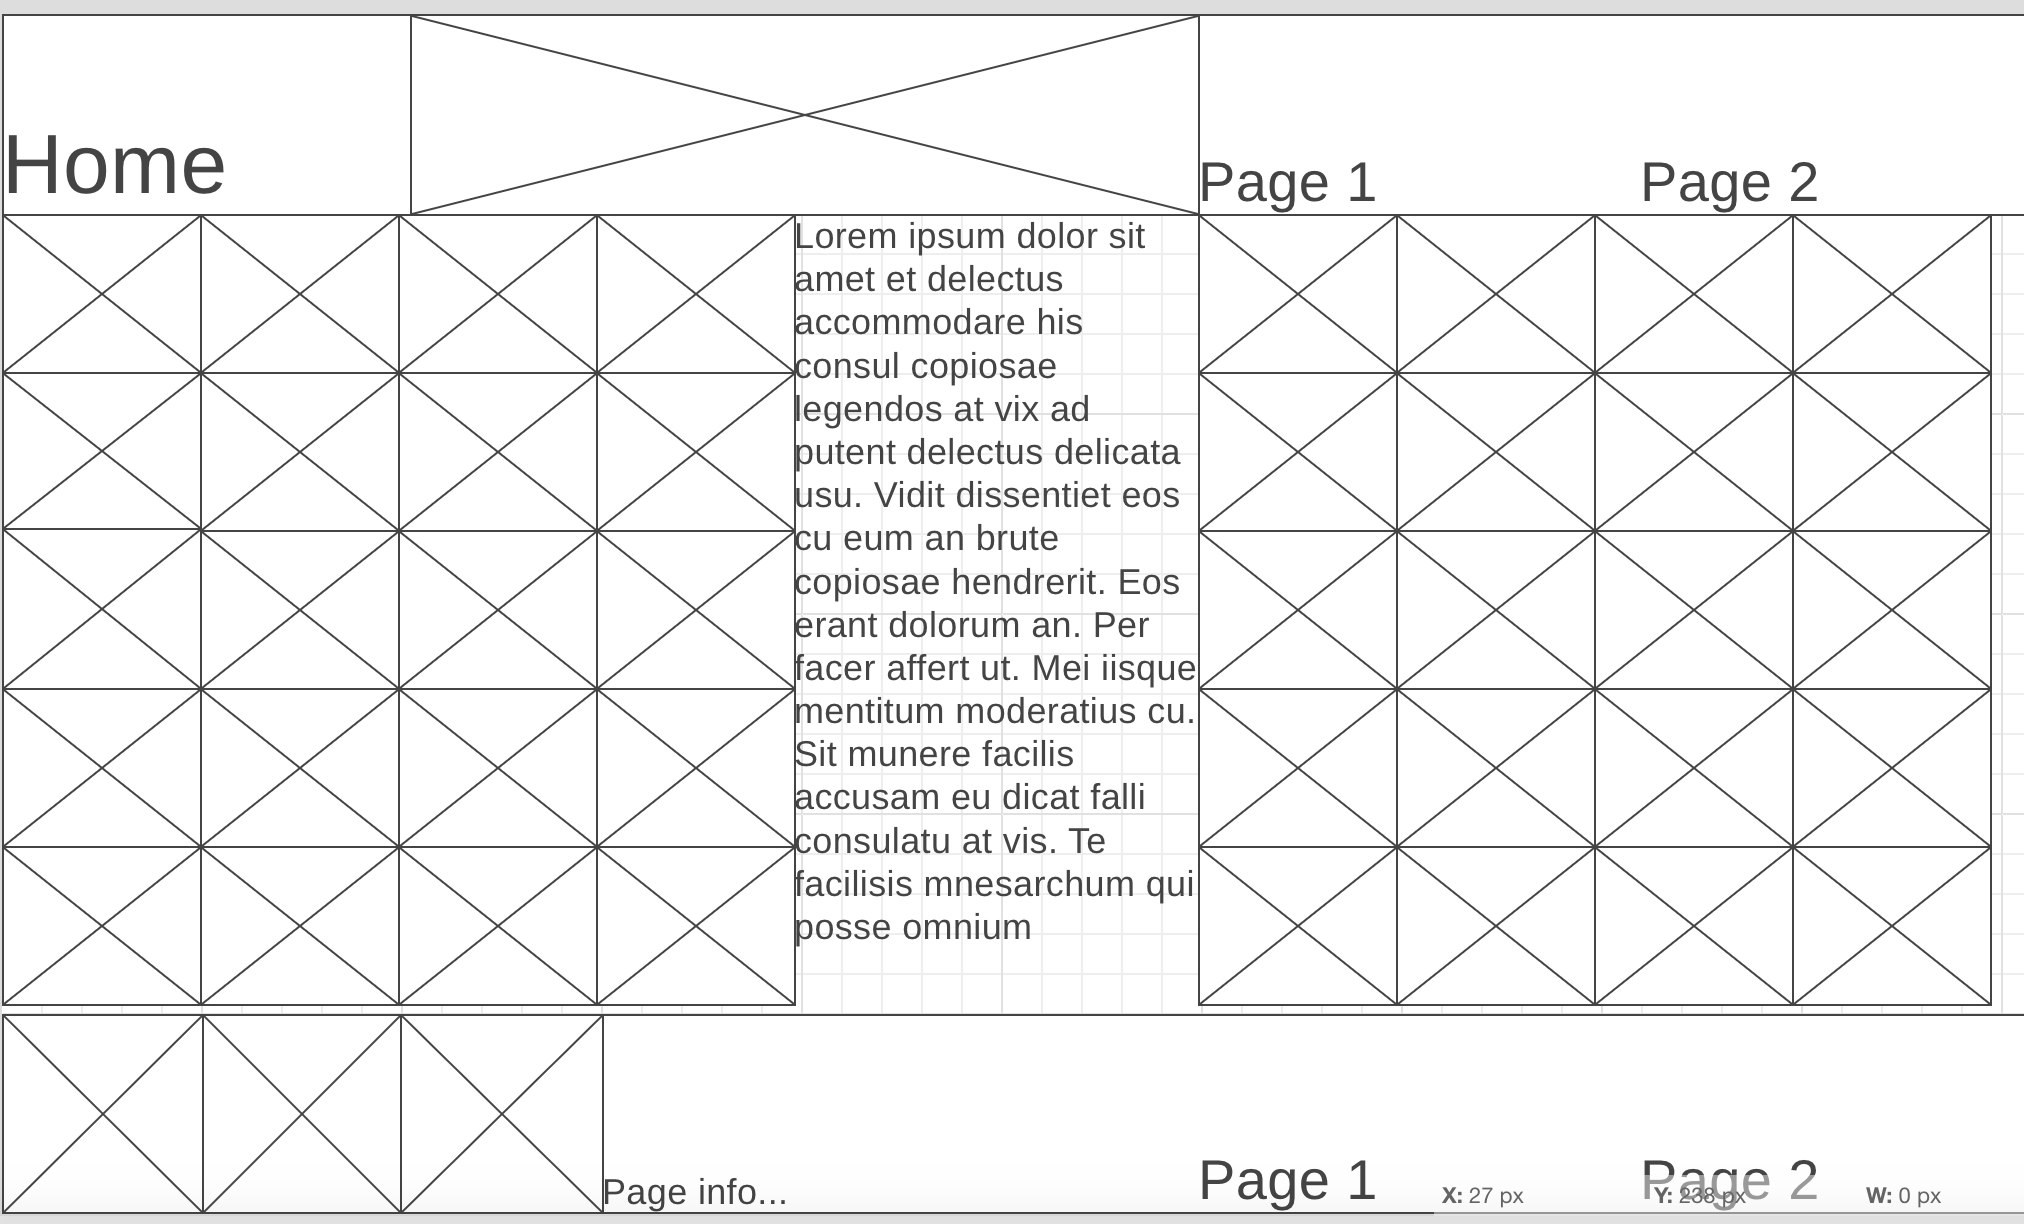 Home
Page 1
Page 2
Lorem ipsum dolor sit
amet et delectus
accommodare his
consul copiosae
legendos at vix ad
putent delectus delicata
usu. Vidit dissentiet eos
cu eum an brute
copiosae hendrerit. Eos
erant dolorum an. Per
facer affert ut. Mei iisque
mentitum moderatius cu.
Sit munere facilis
accusam eu dicat falli
consulatu at vis. Te
facilisis mnesarchum qui
posse omnium
Page info...
Page 1
Page 2
X: 27 px
Y: 238 px
W: 0 px